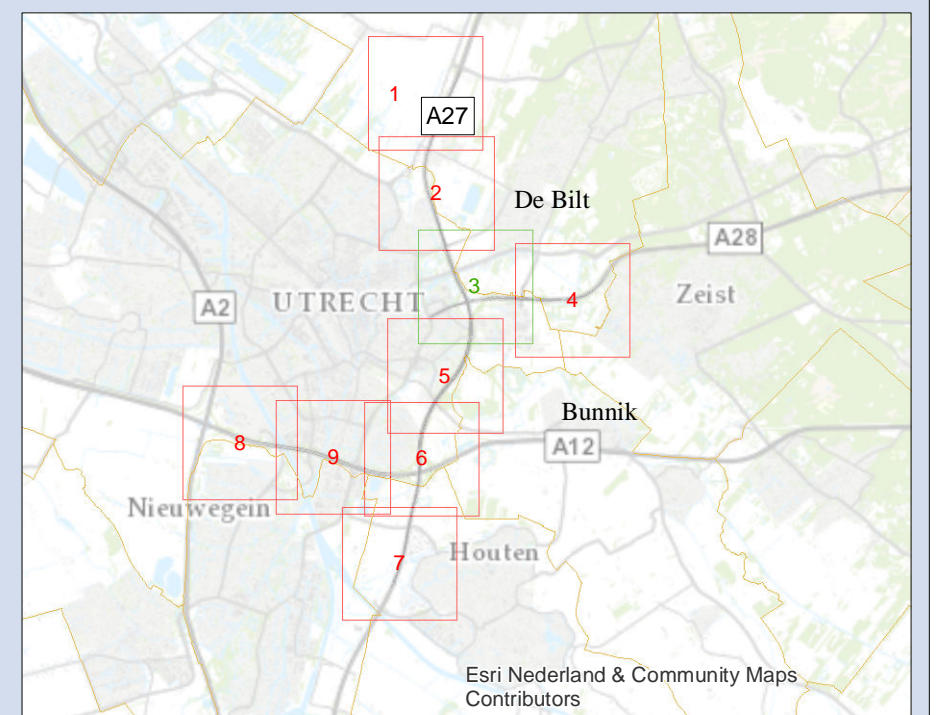 1
A27
2
De Bilt
A28
3
4
Zeist
A2
UTRECHT
5
Bunnik
8
9
6
A12
Nieuwegein
Houten
7
Esri Nederland & Community Maps
Contributors